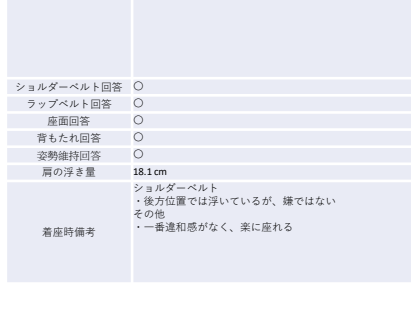 ショルダーベルト回答 〇
ラップベルト回答 〇
座面回答 〇
背もたれ回答 〇
姿勢維持回答 〇
肩の浮き量 18.1 cm
着座時備考
ショルダーベルト
・後方位置では浮いているが、嫌ではない
その他
・一番違和感がなく、楽に座れる